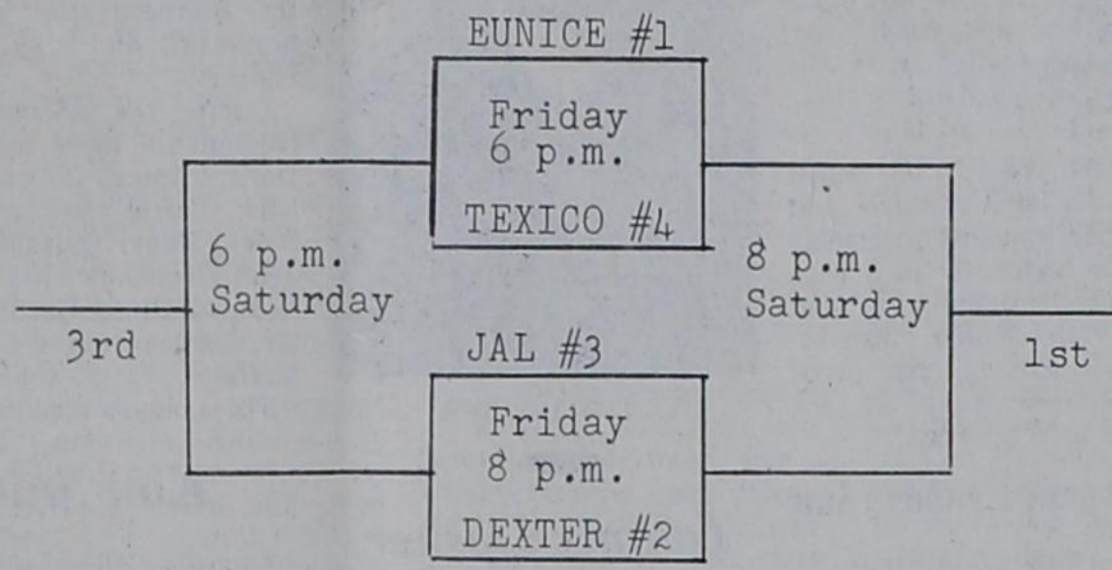 EUNICE #1
Friday
6 p.m.
TEXICO #4
6 p.m.
Saturday
8 p.m.
Saturday
3rd
1st
JAL #3
Friday
8 p.m.
DEXTER #2